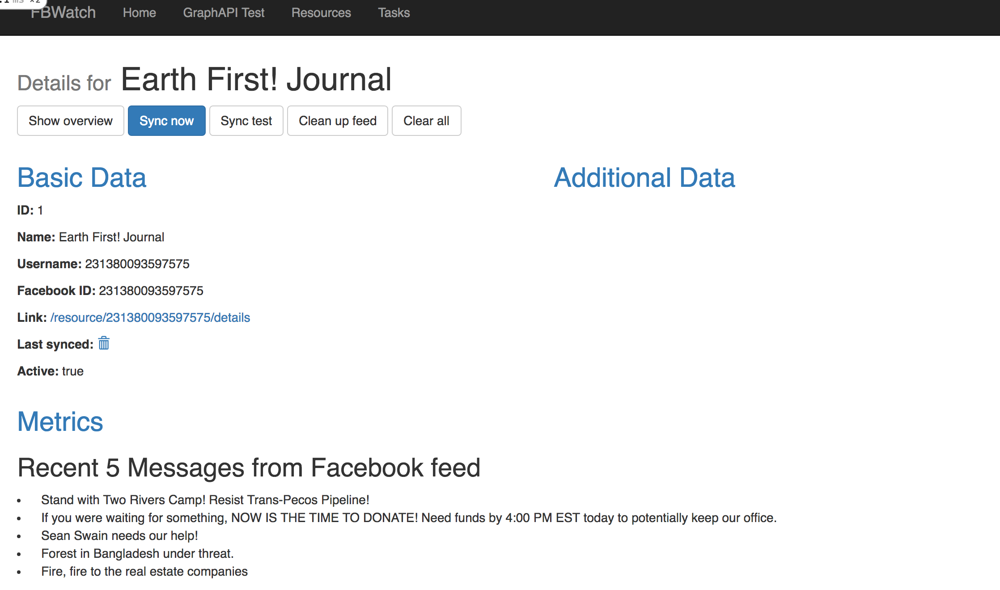 .1 ms ×2
FBWatch Home GraphAPI Test Resources Tasks
Details for Earth First! Journal
Show overview Sync now Sync test Clean up feed Clear all
Basic Data
Additional Data
ID: 1
Name: Earth First! Journal
Username: 231380093597575
Facebook ID: 231380093597575
Link: /resource/231380093597575/details
Last synced:
Active: true
Metrics
Recent 5 Messages from Facebook feed
• Stand with Two Rivers Camp! Resist Trans-Pecos Pipeline!
• If you were waiting for something, NOW IS THE TIME TO DONATE! Need funds by 4:00 PM EST today to potentially keep our office.
• Sean Swain needs our help!
• Forest in Bangladesh under threat.
• Fire, fire to the real estate companies